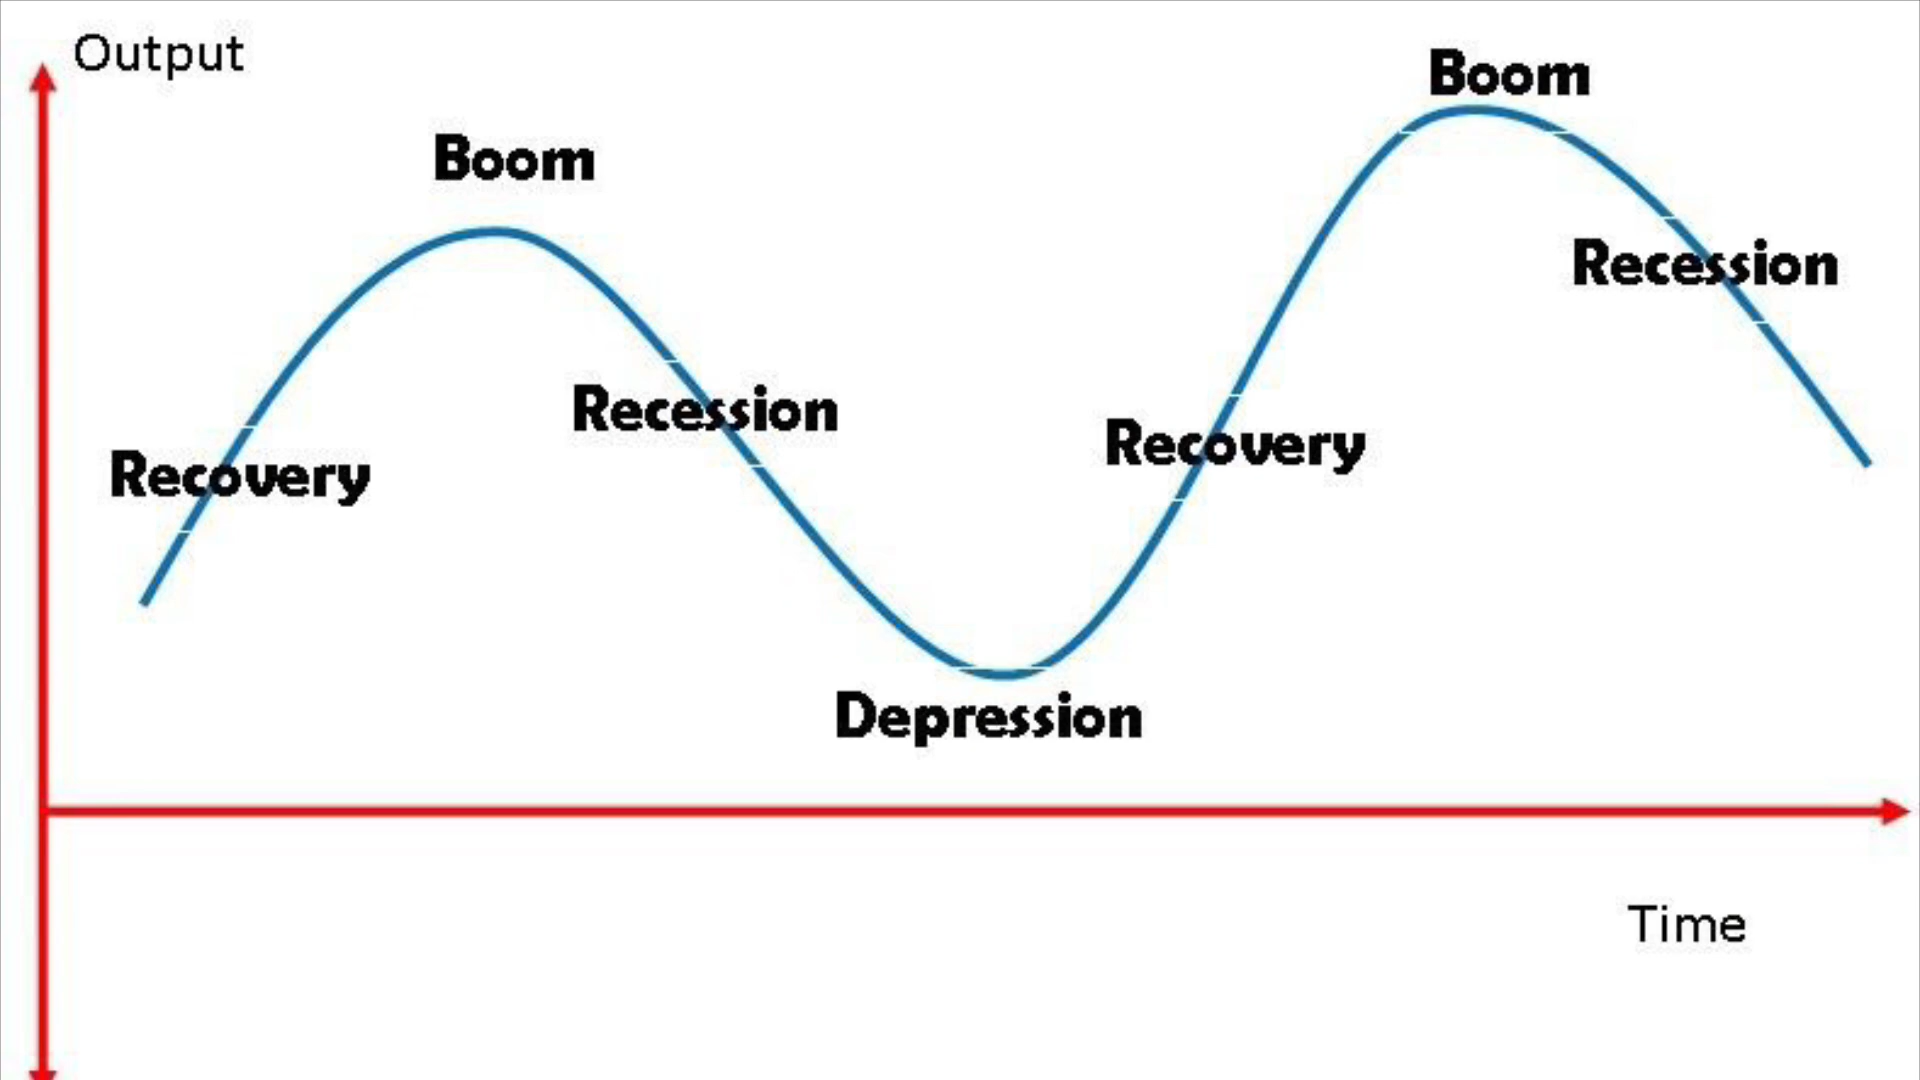 Output
Boom
Boom
Recession
Recession
Recovery
Recovery
Depression
Time